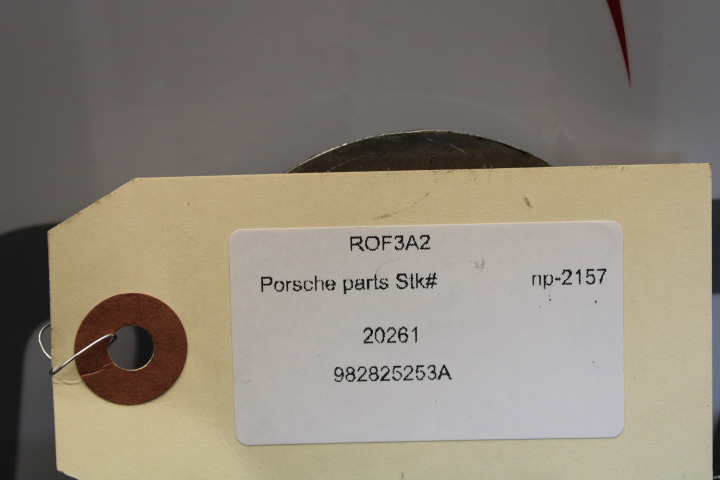 ROF3A2
Porsche parts Stk# np-2157
20261
982825253A